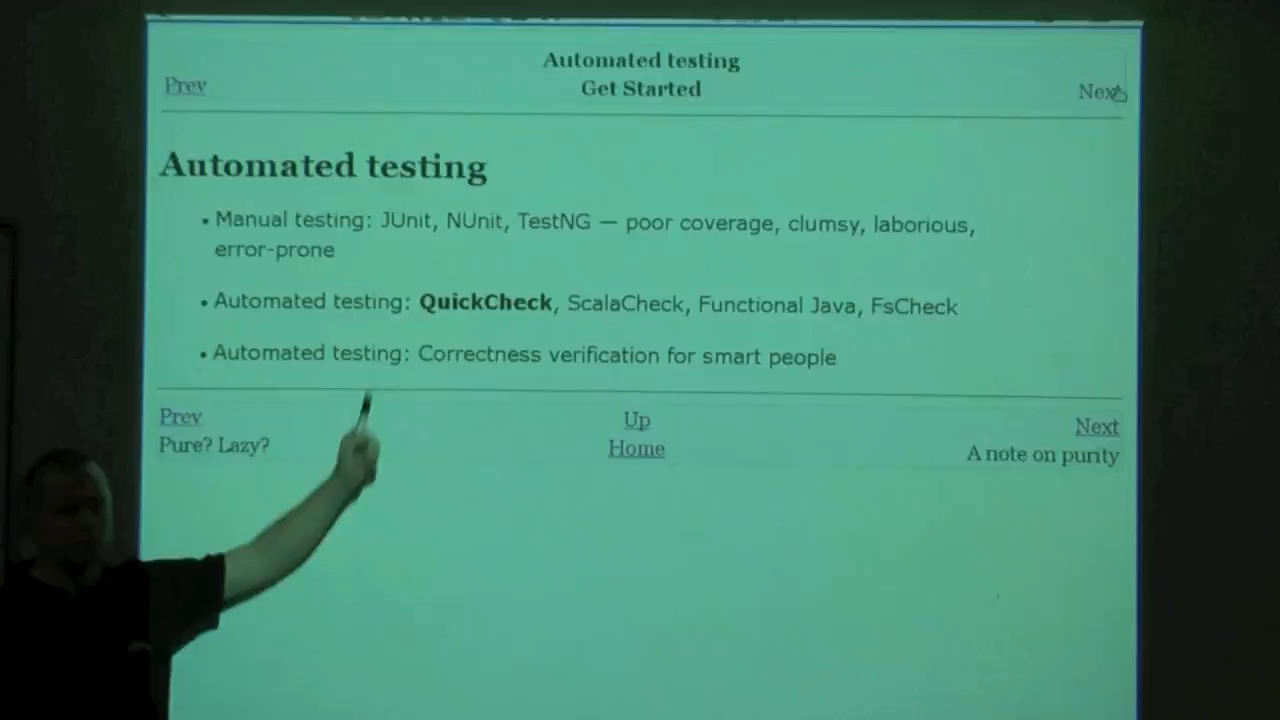 Automated testing
Prev
Get Started
Next
Automated testing
• Manual testing: JUnit, NUnit, TestNG — poor coverage, clumsy, laborious,
error-prone
• Automated testing: QuickCheck, ScalaCheck, Functional Java, FsCheck
• Automated testing: Correctness verification for smart people
Prev
Up
Next
Pure? Lazy?
Home
A note on purity